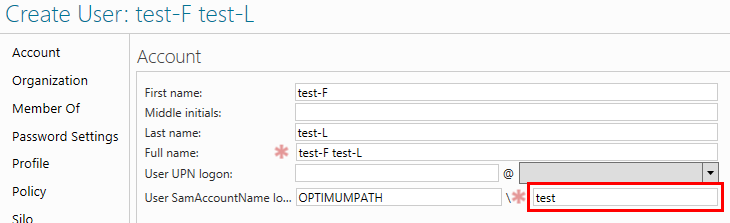 Create User: test-F test-L
Account
Organization
Member Of
Password Settings
Profile
Policy
Silo
Account
First name: test-F
Middle initials:
Last name: test-L
Full name: * test-F test-L
User UPN logon: @
User SamAccountName lo... OPTIMUMPATH \ * test